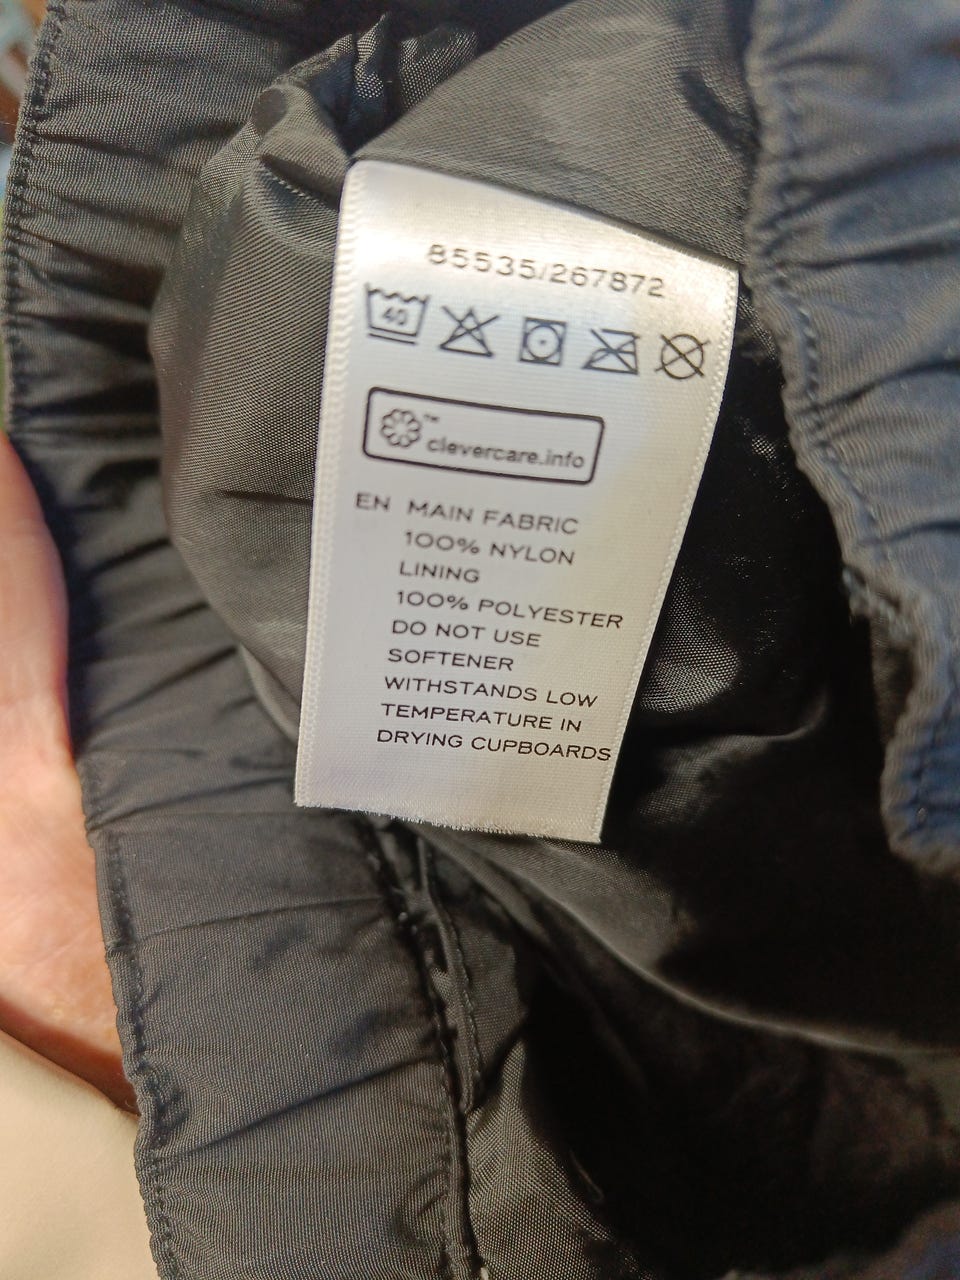 85535/267872
40
™
clevercare.info
EN MAIN FABRIC
100% NYLON
LINING
100% POLYESTER
DO NOT USE
SOFTENER
WITHSTANDS LOW
TEMPERATURE IN
DRYING CUPBOARDS